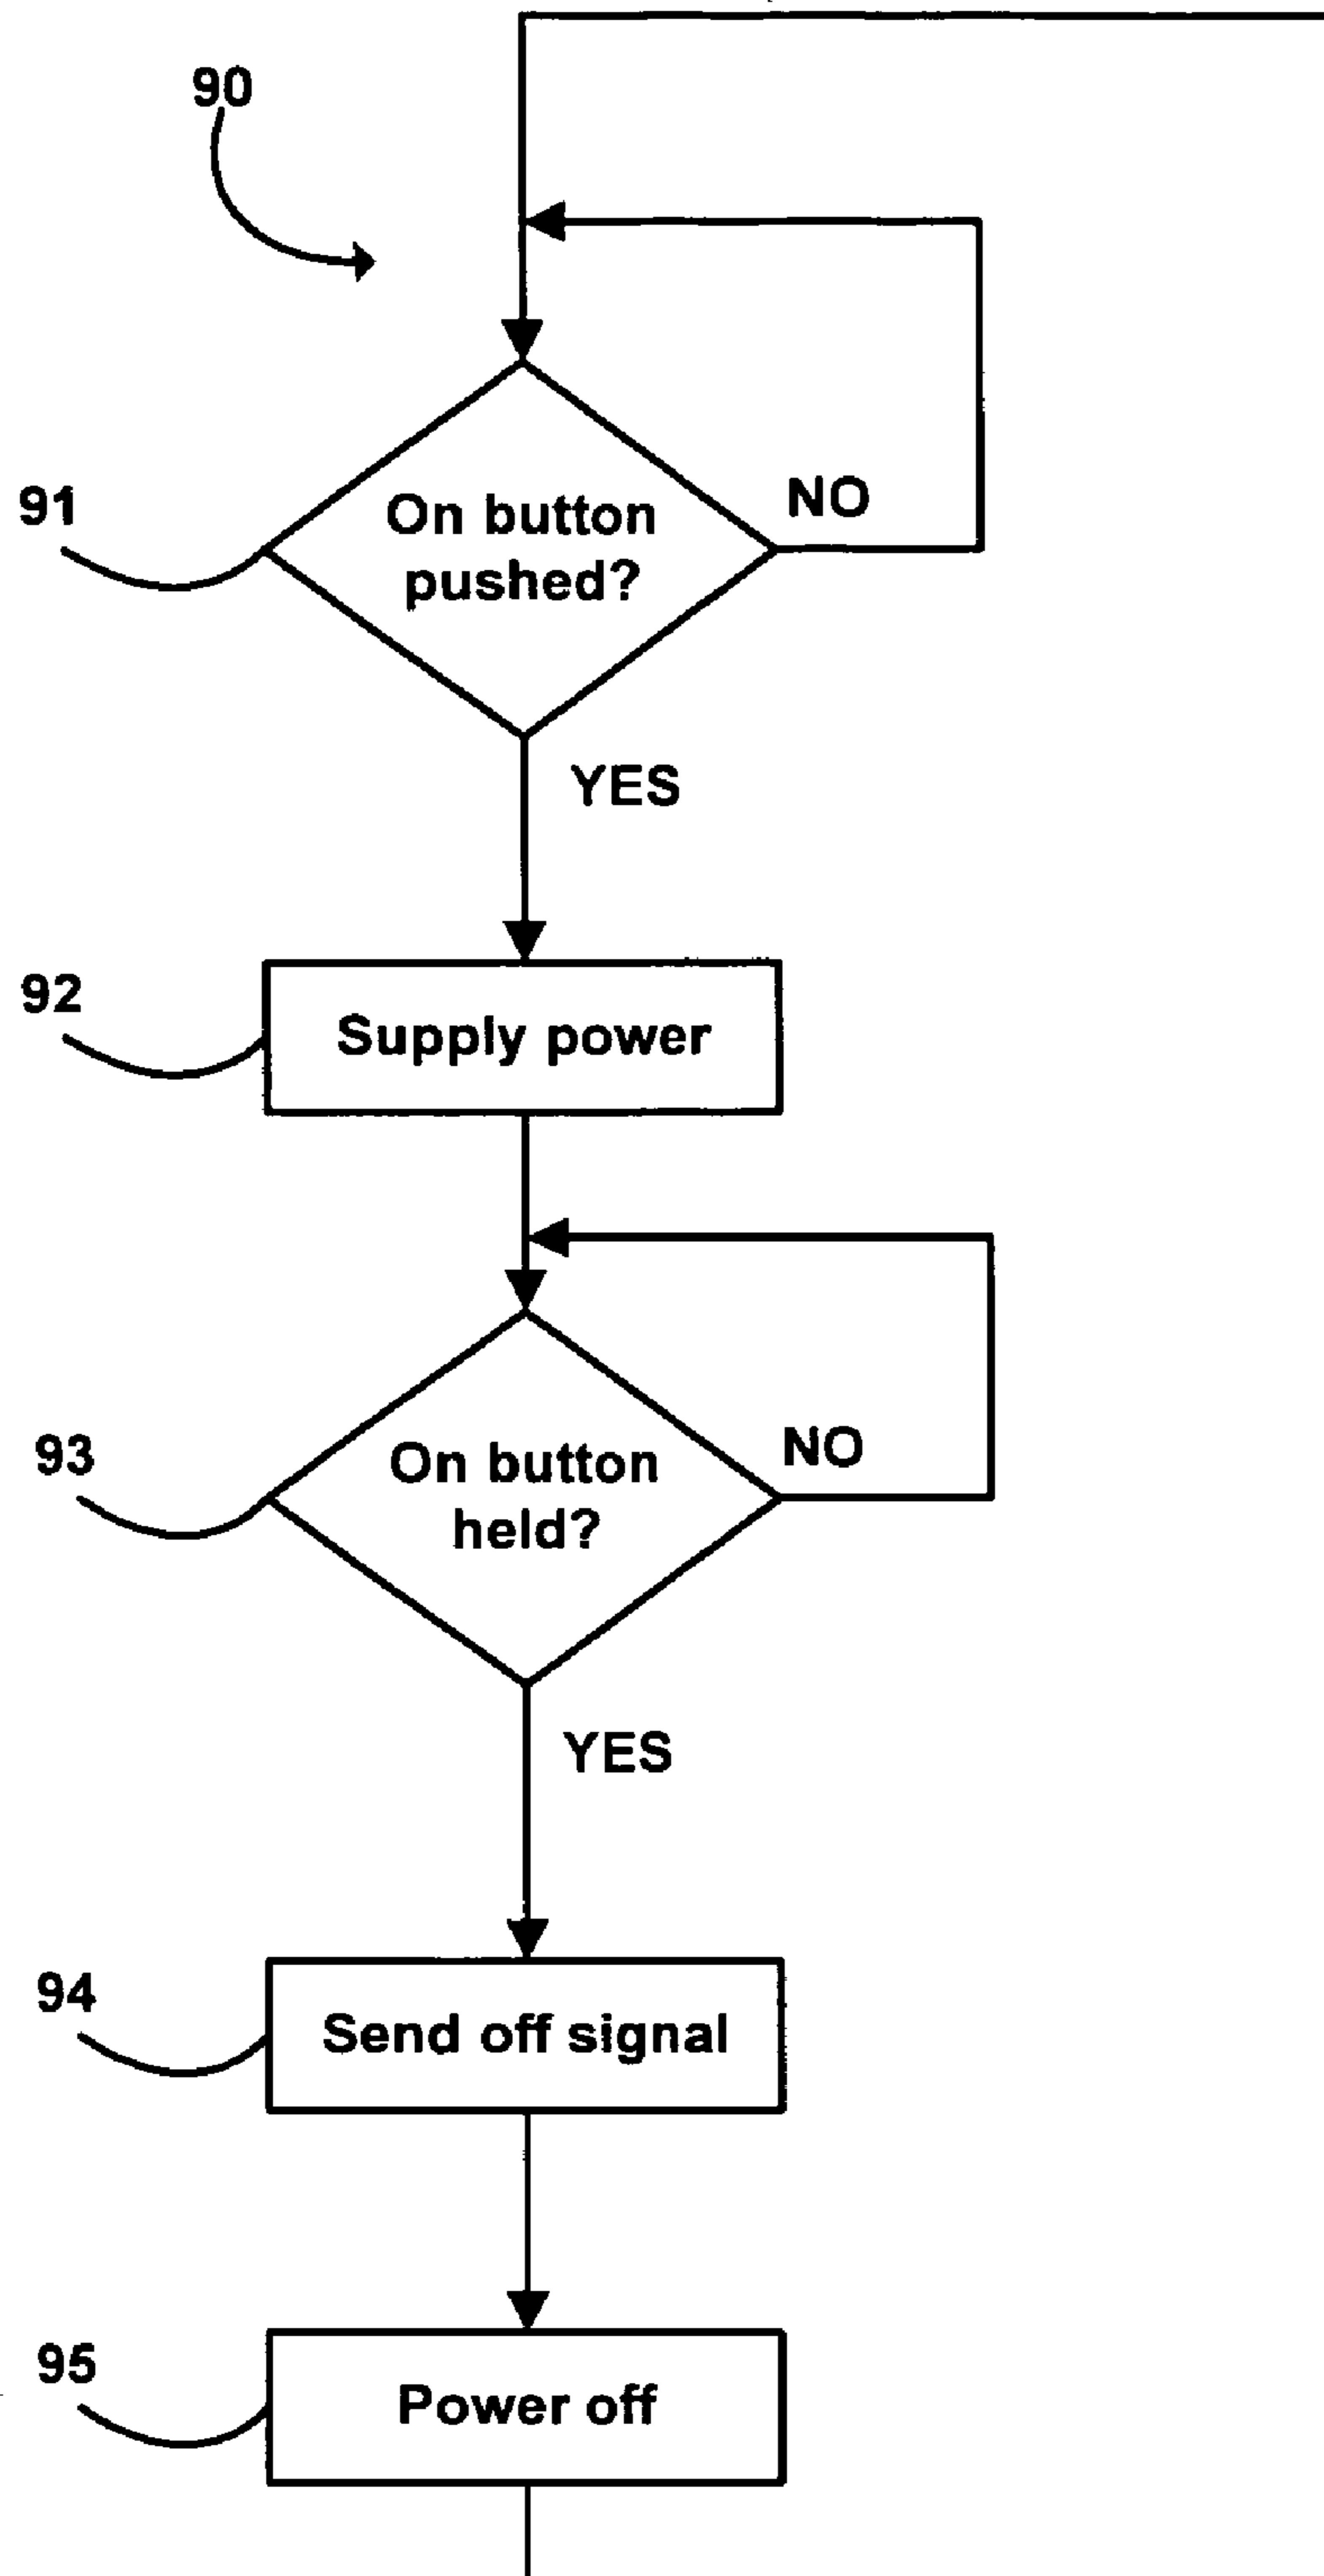 90
91
On button
pushed?
NO
YES
92
Supply power
93
On button
held?
NO
YES
94
Send off signal
95
Power off